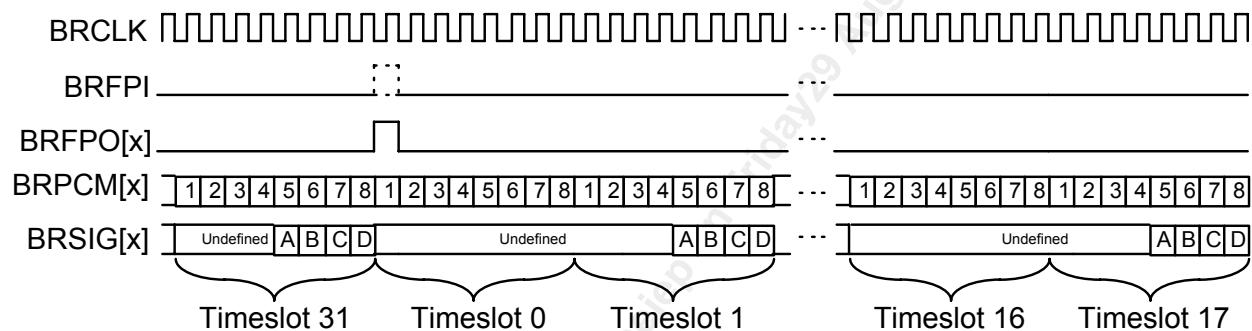 BRCLK ...
BRFPI ...
BRFPO[x] ...
BRPCM[x] 1 2 3 4 5 6 7 8 1 2 3 4 5 6 7 8 1 2 3 4 5 6 7 8 ... 1 2 3 4 5 6 7 8 1 2 3 4 5 6 7 8
BRSIG[x] Undefined A B C D Undefined A B C D ... Undefined A B C D
Timeslot 31 Timeslot 0 Timeslot 1 Timeslot 16 Timeslot 17